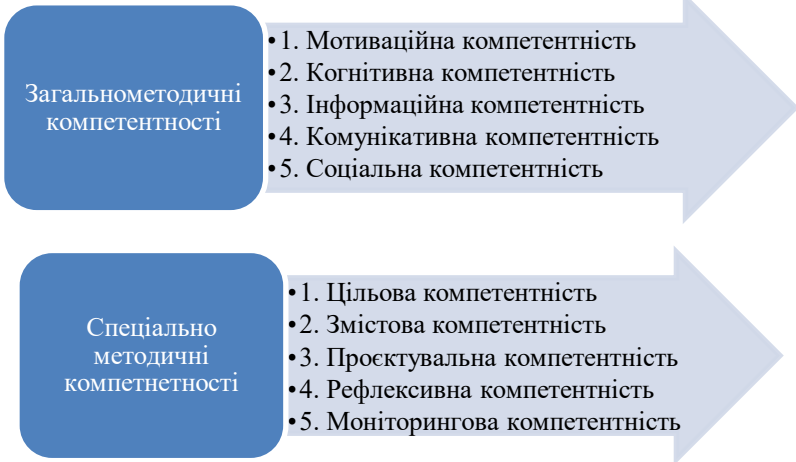 Загальнометодичні
компетентності
•1. Мотиваційна компетентність
•2. Когнітивна компетентність
•3. Інформаційна компетентність
•4. Комунікативна компетентність
•5. Соціальна компетентність
Спеціально
методичні
компетнетності
•1. Цільова компетентність
•2. Змістова компетентність
•3. Проєктувальна компетентність
•4. Рефлексивна компетентність
•5. Моніторингова компетентність